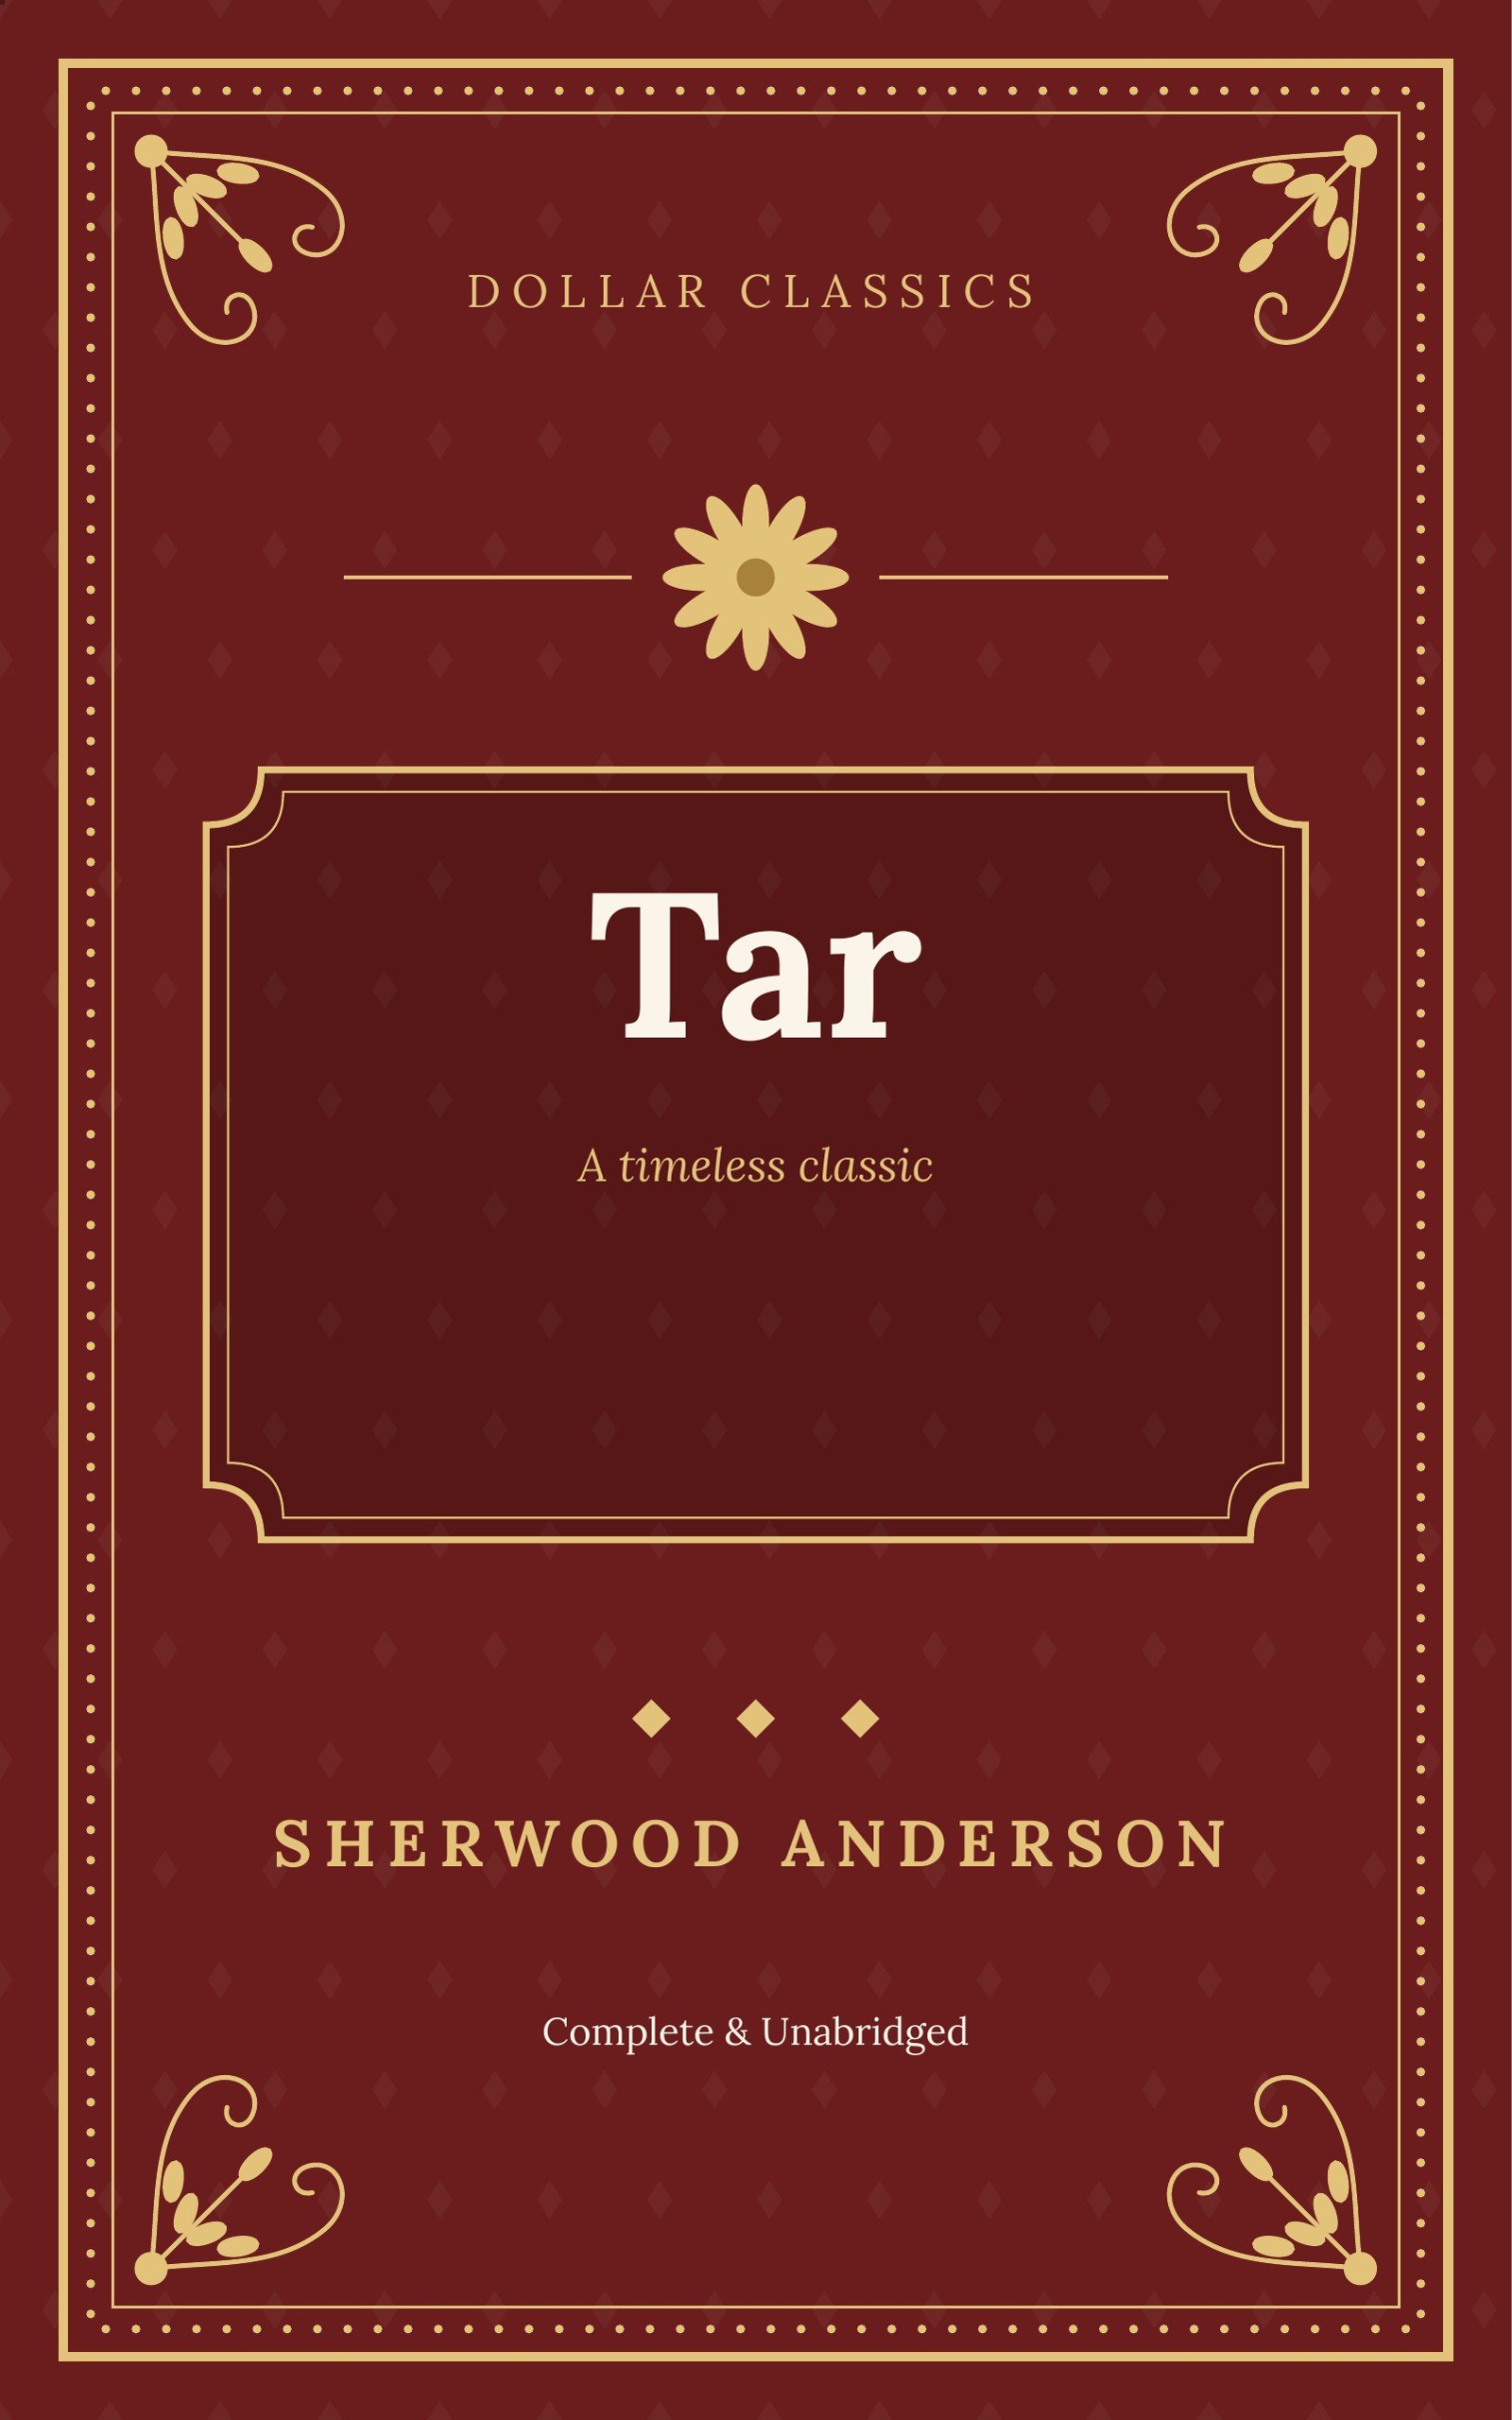 DOLLAR CLASSICS
Tar
A timeless classic
SHERWOOD ANDERSON
Complete & Unabridged